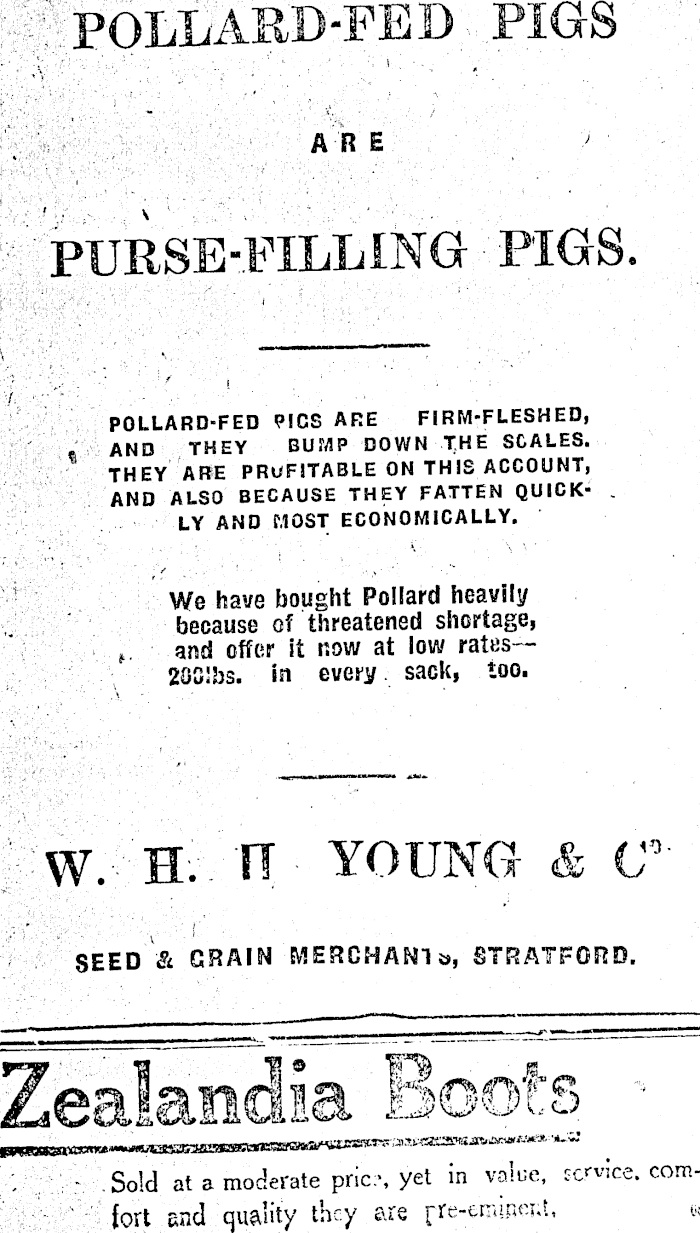 POLLARD-FED PIGS
ARE
PURSE-FILLING PIGS.
POLLARD-FED PIGS ARE FIRM-FLESHED,
AND THEY BUMP DOWN THE SCALES.
THEY ARE PROFITABLE ON THIS ACCOUNT,
AND ALSO BECAUSE THEY FATTEN QUICK-
LY AND MOST ECONOMICALLY.
We have bought Pollard heavily
because of threatened shortage,
and offer it now at low rates—
200lbs. in every sack, too.
W. H. H YOUNG & Co.
SEED & GRAIN MERCHANTS, STRATFORD.
Zealandia Boots
Sold at a moderate price, yet in value, service, com-
fort and quality they are pre-eminent.